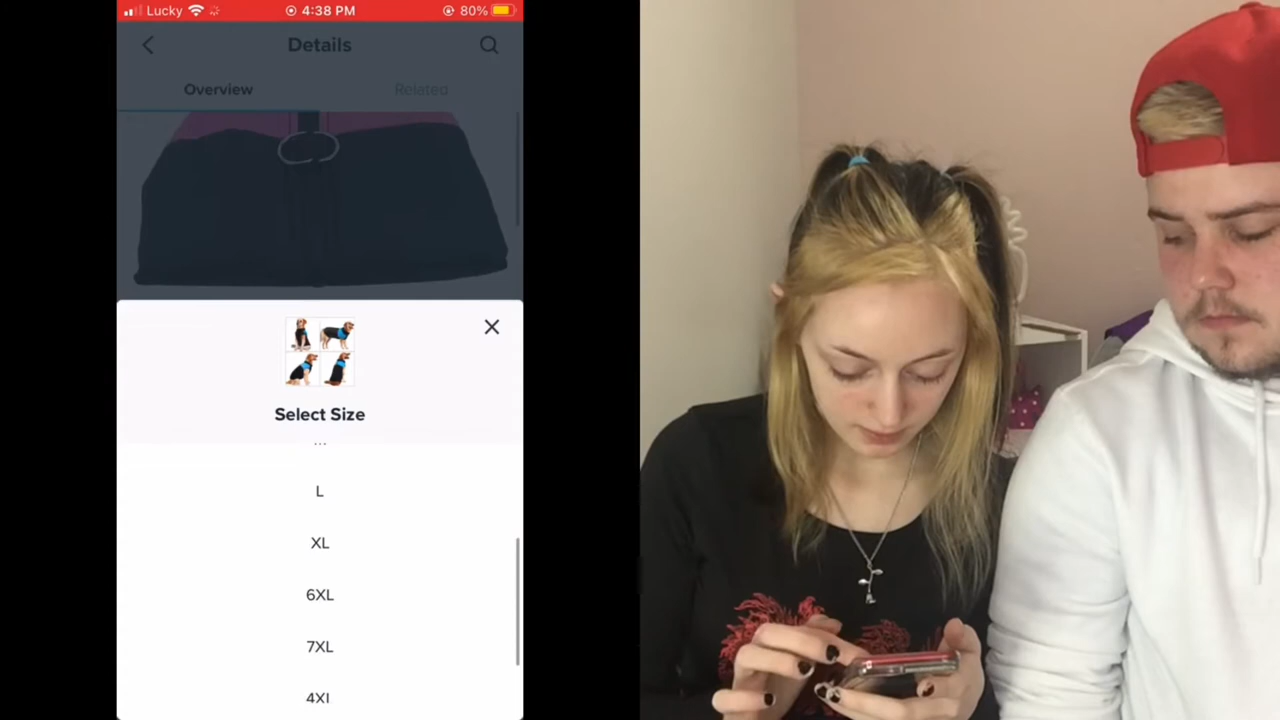 Lucky 4:38 PM 80%
Details
Overview Related
Select Size
...
L
XL
6XL
7XL
4XL